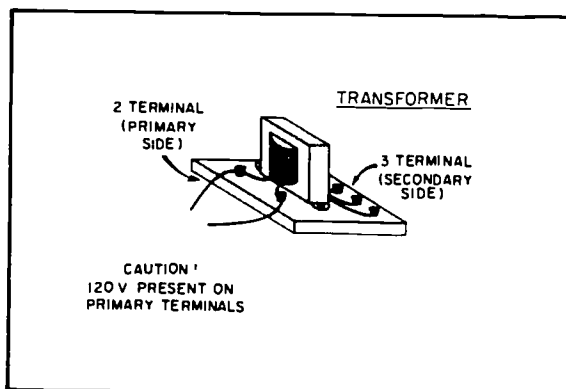 TRANSFORMER
2 TERMINAL
(PRIMARY
SIDE)
3 TERMINAL
(SECONDARY
SIDE)
CAUTION!
120 V PRESENT ON
PRIMARY TERMINALS